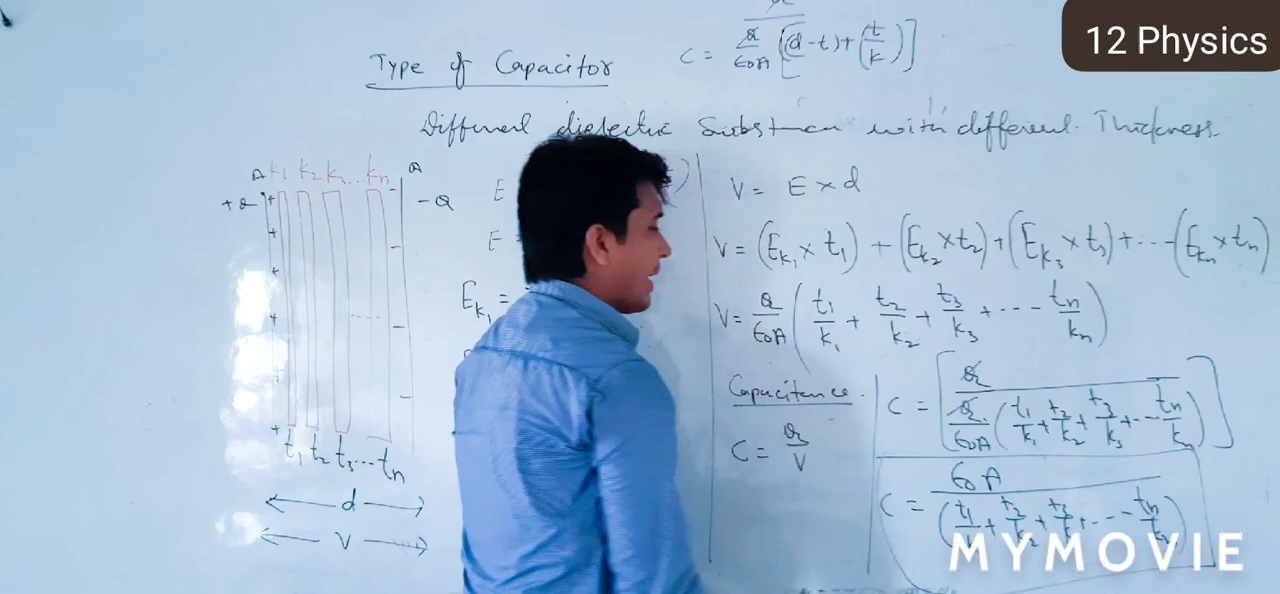 12 Physics
C = Q / Q/ε₀A [(d-t)+(t/k)]
Type of Capacitor
Different dielectric Substance with different. Thickness.
A K1 K2 K3 ... Kn A
+Q -Q
E
E =
EK1 =
t1 t2 t3 ... tn
d
V
V = E × d
V = (EK1 × t1) + (EK2 × t2) + (EK3 × t3) + ... - (EKn × tn)
V = Q/ε₀A (t1/K1 + t2/K2 + t3/K3 + --- tn/Kn)
Capacitance.
C = Q/V
C = [Q / Q/ε₀A (t1/K1 + t2/K2 + t3/K3 + --- tn/Kn)]
C = ε₀A / (t1/K1 + t2/K2 + t3/K + --- tn/Kn)
MYMOVIE